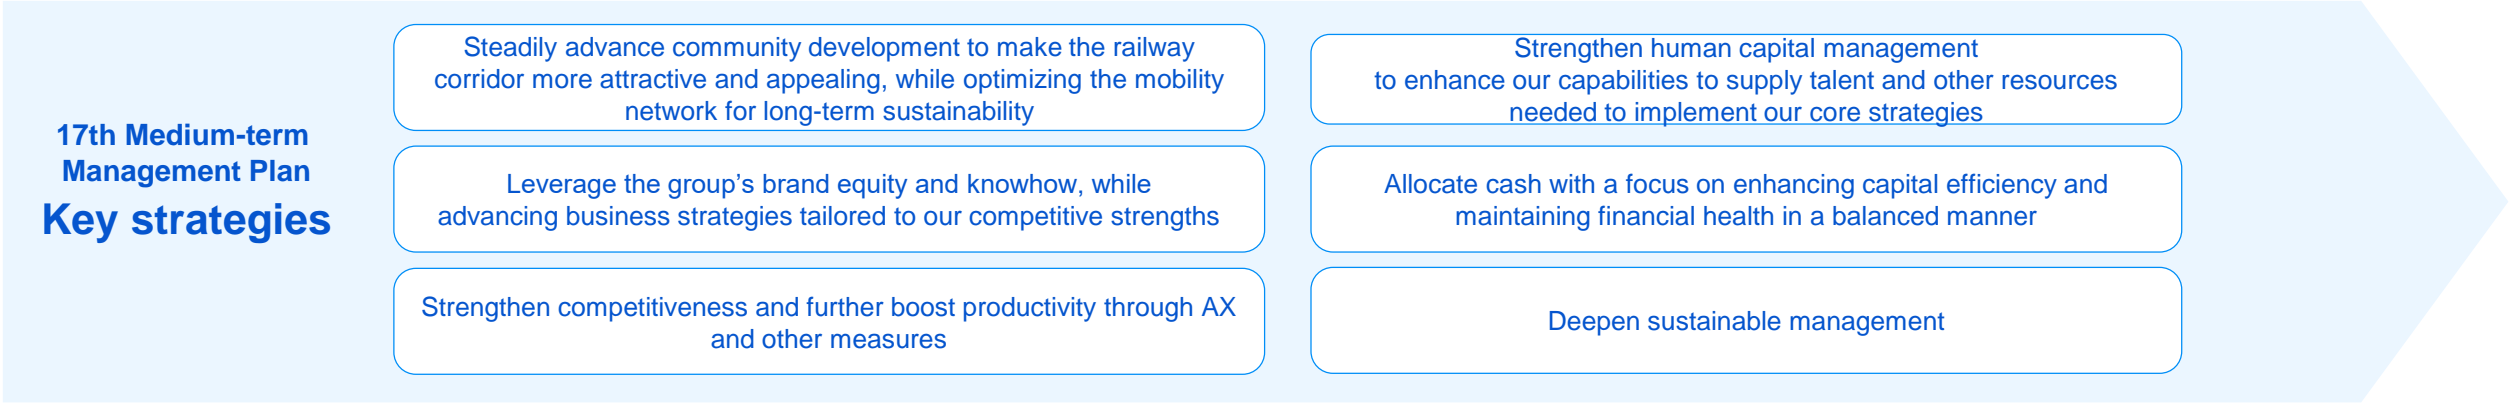 17th Medium-term
Management Plan
Key strategies
Steadily advance community development to make the railway
corridor more attractive and appealing, while optimizing the mobility
network for long-term sustainability
Leverage the group’s brand equity and knowhow, while
advancing business strategies tailored to our competitive strengths
Strengthen competitiveness and further boost productivity through AX
and other measures
Strengthen human capital management
to enhance our capabilities to supply talent and other resources
needed to implement our core strategies
Allocate cash with a focus on enhancing capital efficiency and
maintaining financial health in a balanced manner
Deepen sustainable management